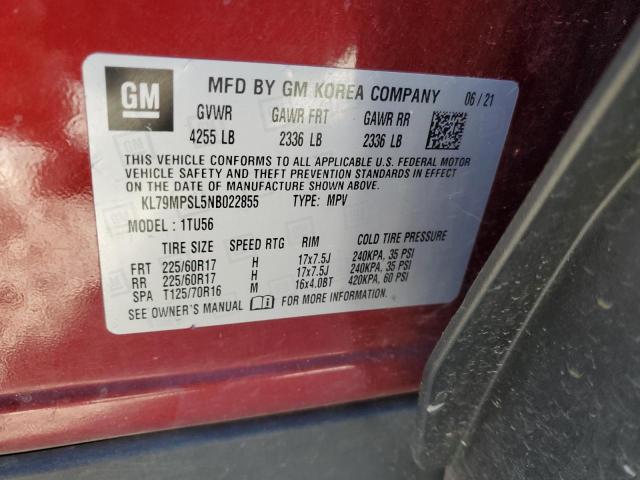 GM
MFD BY GM KOREA COMPANY 06 / 21
GVWR GAWR FRT GAWR RR
4255 LB 2336 LB 2336 LB
THIS VEHICLE CONFORMS TO ALL APPLICABLE U.S. FEDERAL MOTOR
VEHICLE SAFETY AND THEFT PREVENTION STANDARDS IN EFFECT
ON THE DATE OF MANUFACTURE SHOWN ABOVE.
KL79MPSL5NB022855 TYPE: MPV
MODEL : 1TU56
TIRE SIZE SPEED RTG RIM COLD TIRE PRESSURE
FRT 225/60R17 H 17x7.5J 240KPA, 35 PSI
RR 225/60R17 H 17x7.5J 240KPA, 35 PSI
SPA T125/70R16 M 16x4.0BT 420KPA, 60 PSI
SEE OWNER'S MANUAL FOR MORE INFORMATION.